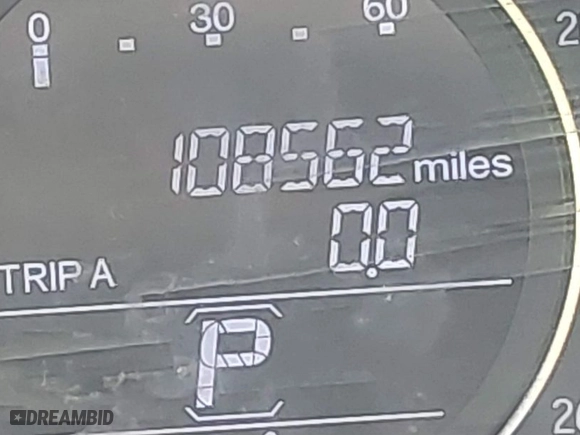 0 30 60
108562 miles
0.0
TRIP A
P
DREAMBID